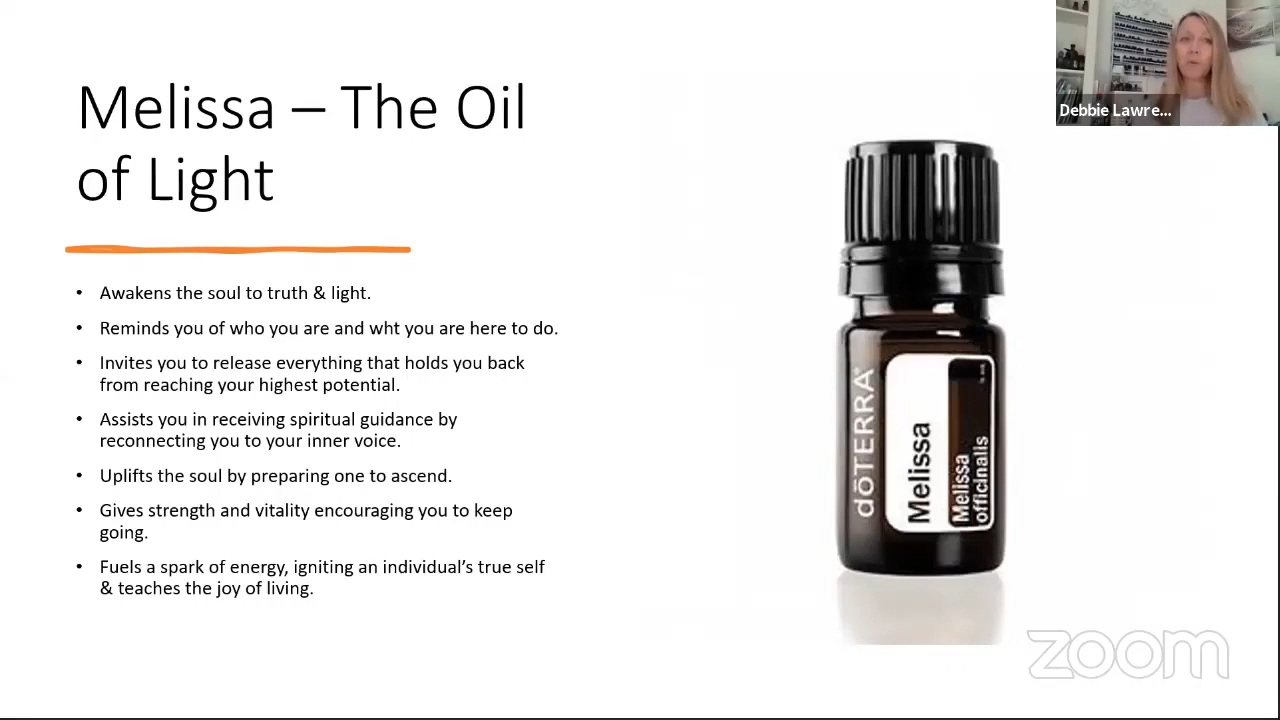 Melissa – The Oil
of Light
• Awakens the soul to truth & light.
• Reminds you of who you are and wht you are here to do.
• Invites you to release everything that holds you back
from reaching your highest potential.
• Assists you in receiving spiritual guidance by
reconnecting you to your inner voice.
• Uplifts the soul by preparing one to ascend.
• Gives strength and vitality encouraging you to keep
going.
• Fuels a spark of energy, igniting an individual’s true self
& teaches the joy of living.
dōTERRA
Melissa
Melissa
officinalis
Debbie Lawre...
zoom